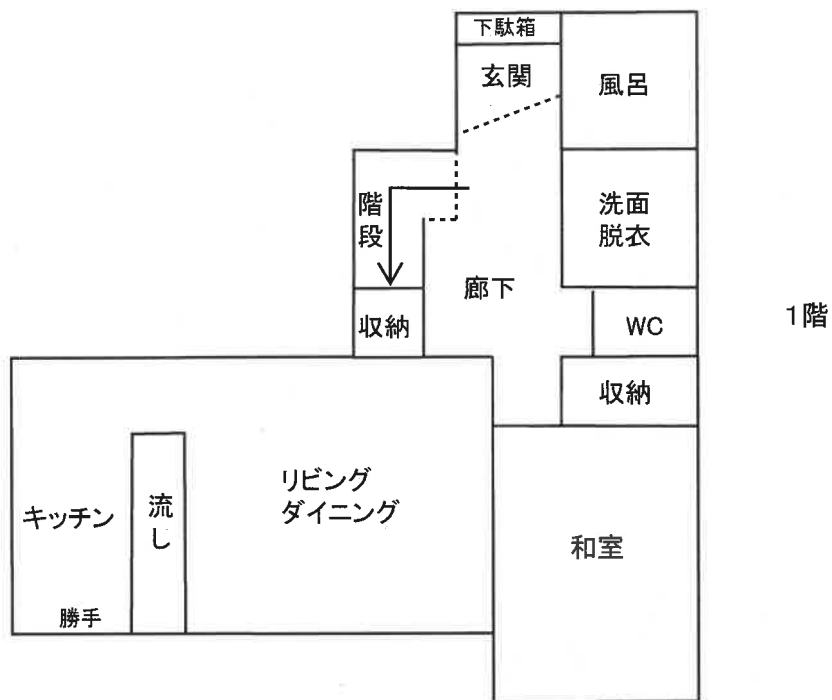 下駄箱
玄関
風呂
階
段
洗面
脱衣
廊下
収納
WC
1階
収納
リビング
ダイニング
キッチン
流
し
和室
勝手